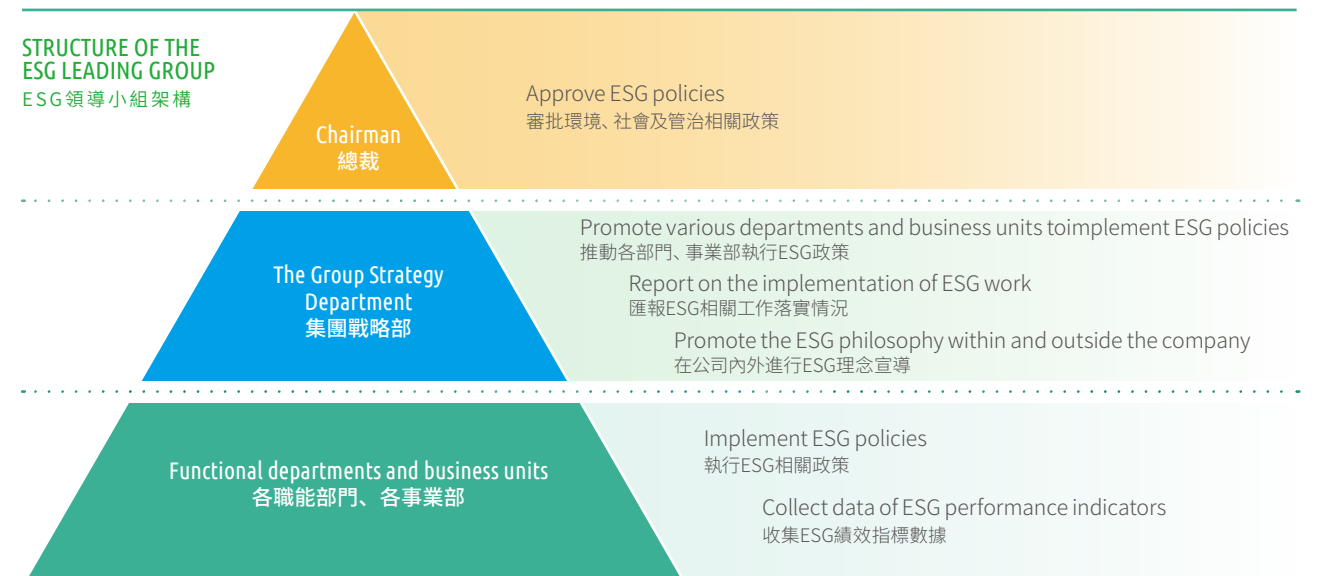 STRUCTURE OF THE
ESG LEADING GROUP
ESG領導小組架構
Chairman
總裁
Approve ESG policies
審批環境、社會及管治相關政策
The Group Strategy
Department
集團戰略部
Promote various departments and business units toimplement ESG policies
推動各部門、事業部執行ESG政策
Report on the implementation of ESG work
匯報ESG相關工作落實情況
Promote the ESG philosophy within and outside the company
在公司內外進行ESG理念宣導
Functional departments and business units
各職能部門、各事業部
Implement ESG policies
執行ESG相關政策
Collect data of ESG performance indicators
收集ESG績效指標數據